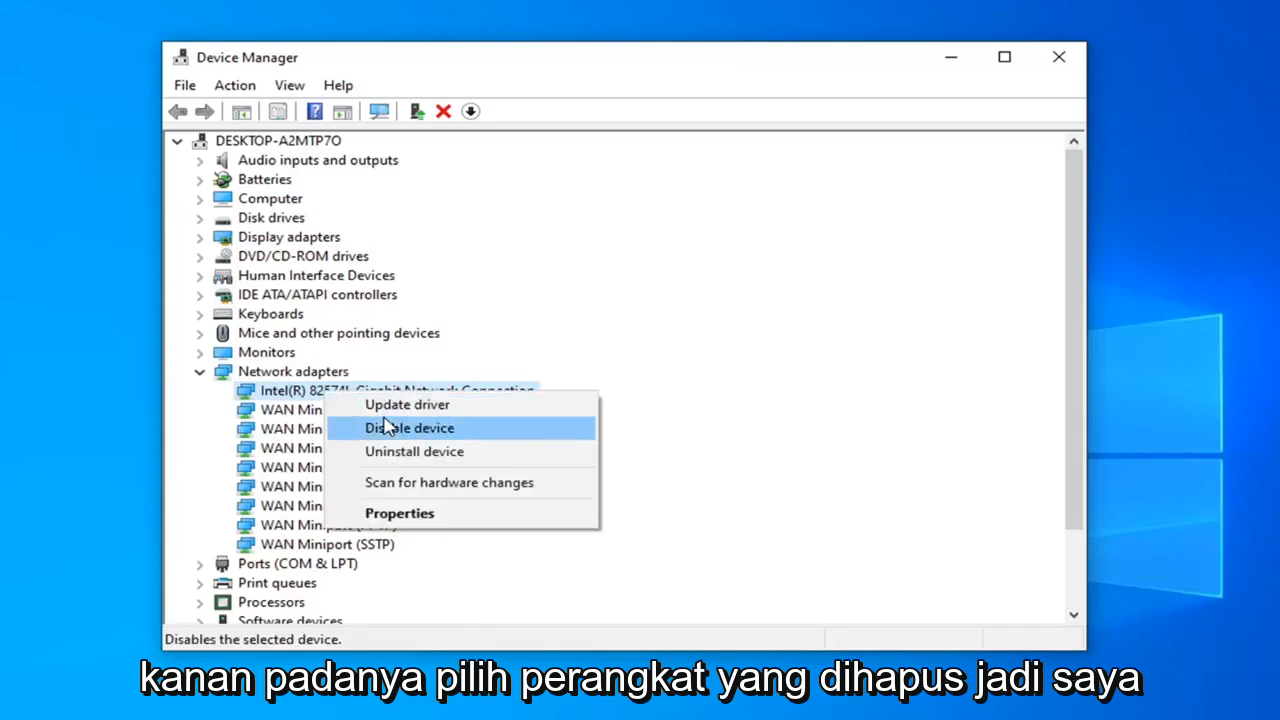 Device Manager
File Action View Help
DESKTOP-A2MTP7O
Audio inputs and outputs
Batteries
Computer
Disk drives
Display adapters
DVD/CD-ROM drives
Human Interface Devices
IDE ATA/ATAPI controllers
Keyboards
Mice and other pointing devices
Monitors
Network adapters
Intel(R) 82574L Gigabit Network Connection
WAN Min
WAN Min
WAN Min
WAN Min
WAN Min
WAN Min
WAN Miniport
WAN Miniport (SSTP)
Ports (COM & LPT)
Print queues
Processors
Software devices
Update driver
Disable device
Uninstall device
Scan for hardware changes
Properties
Disables the selected device.
kanan padanya pilih perangkat yang dihapus jadi saya